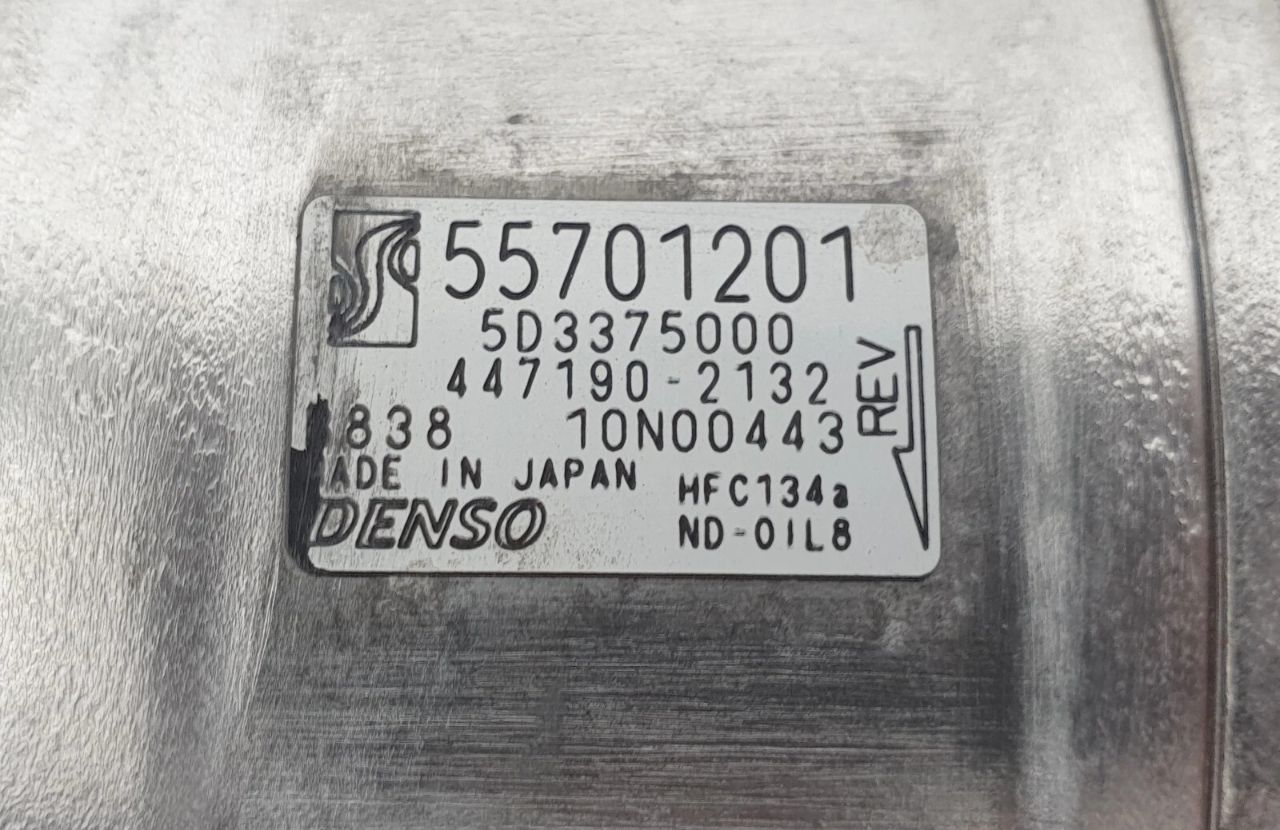 55701201
5D3375000
447190-2132
838 10N00443
REV
ADE IN JAPAN
HFC134a
DENSO
ND-OIL8